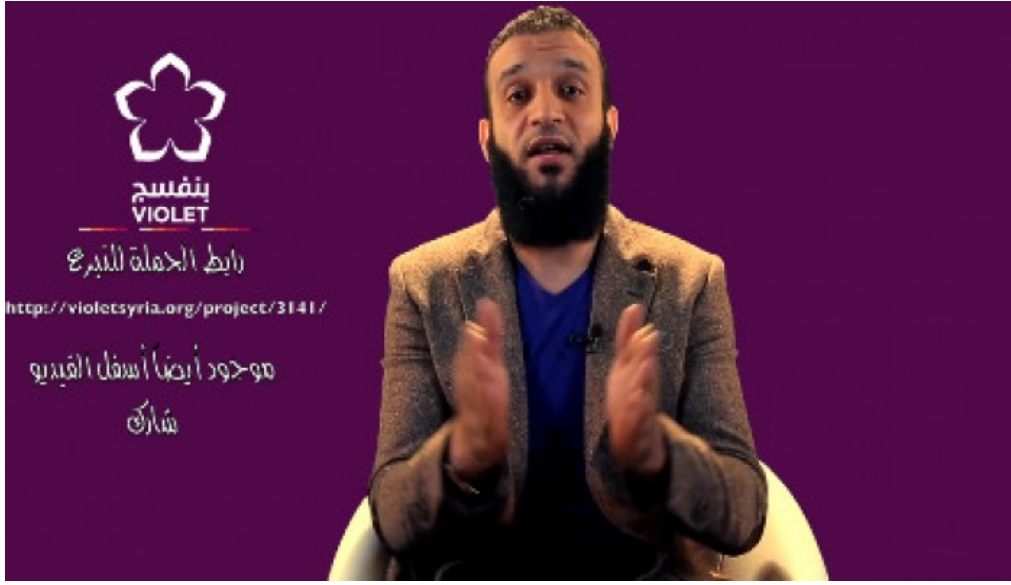 بنفسج
VIOLET
رابط الحملة للتبرع
http://violetsyria.org/project/3141/
موجود أيضاً أسفل الفيديو
شارك